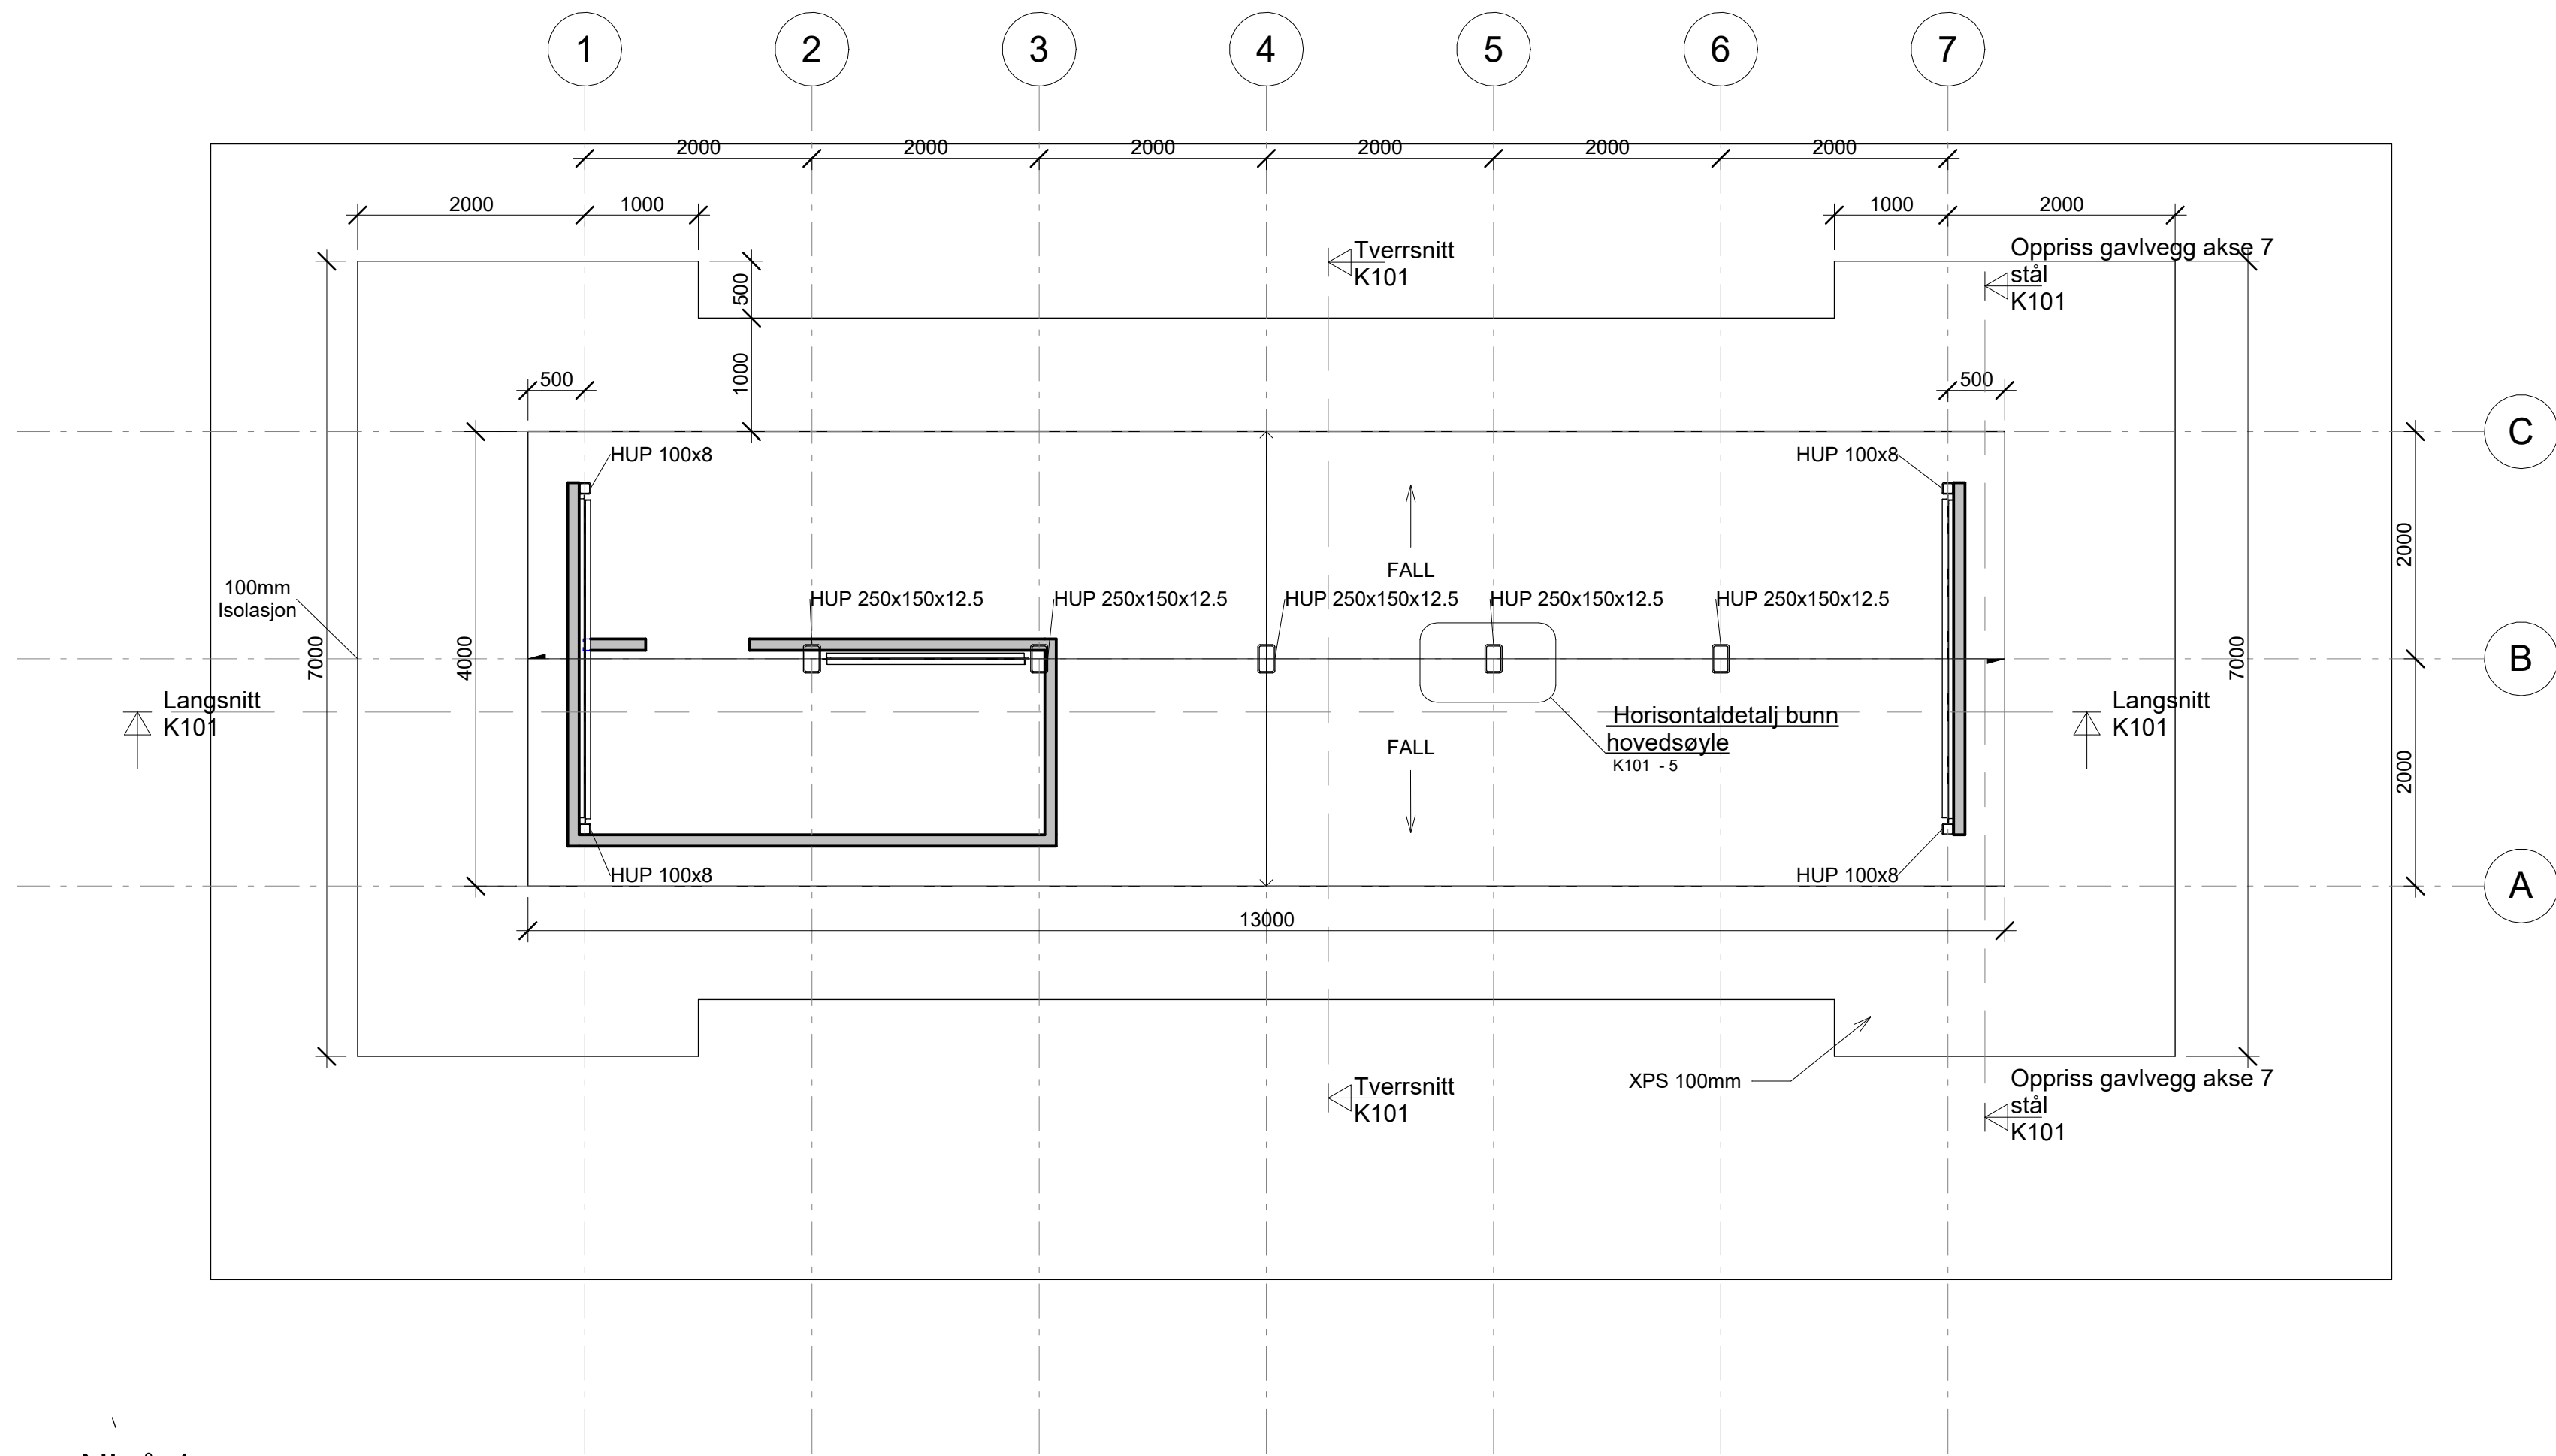 1 2 3 4 5 6 7
2000 2000 2000 2000 2000 2000
2000 1000 1000 2000
Tverrsnitt
K101
Oppriss gavlvegg akse 7
stål
K101
500
1000
500 500
C
HUP 100x8 HUP 100x8
2000
FALL
100mm
Isolasjon
HUP 250x150x12.5 HUP 250x150x12.5 HUP 250x150x12.5 HUP 250x150x12.5 HUP 250x150x12.5
7000 4000 7000
B
Langsnitt
K101
Horisontaldetalj bunn
hovedsøyle
K101 - 5
Langsnitt
K101
FALL
2000
HUP 100x8 HUP 100x8
A
13000
XPS 100mm
Tverrsnitt
K101
Oppriss gavlvegg akse 7
stål
K101